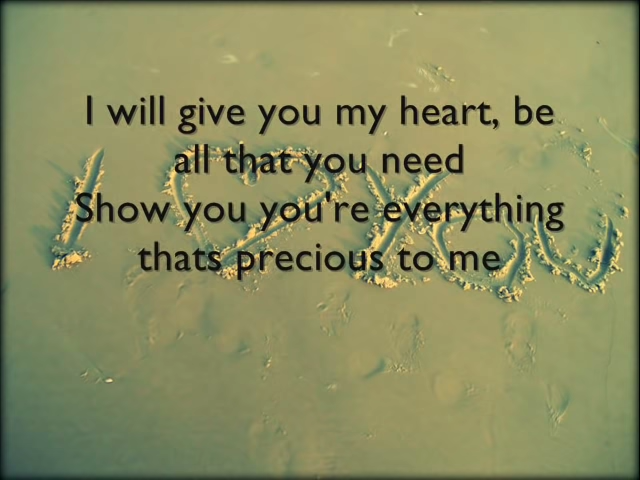 I will give you my heart, be
all that you need
Show you you're everything
thats precious to me
I ♥ You